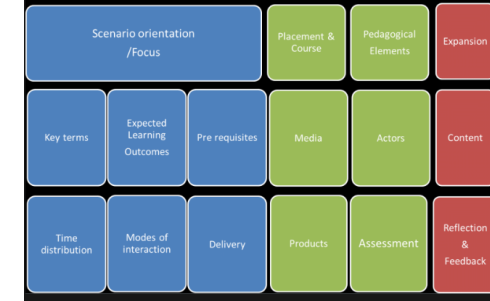 Scenario orientation
/Focus
Placement &
Course
Pedagogical
Elements
Expansion
Key terms
Expected
Learning
Outcomes
Pre requisites
Media
Actors
Content
Time
distribution
Modes of
interaction
Delivery
Products
Assessment
Reflection
&
Feedback